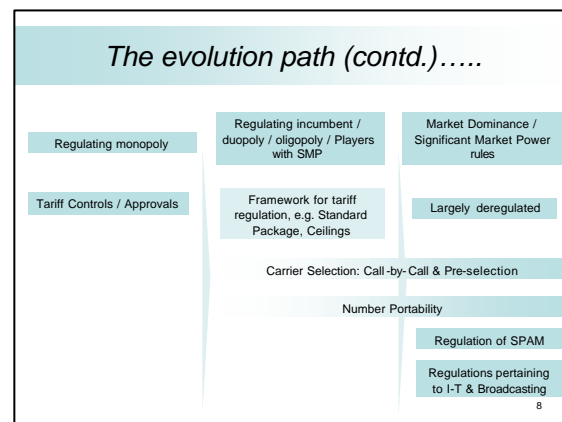 The evolution path (contd.)…..
Regulating monopoly
Regulating incumbent /
duopoly / oligopoly / Players
with SMP
Market Dominance /
Significant Market Power
rules
Tariff Controls / Approvals
Framework for tariff
regulation, e.g. Standard
Package, Ceilings
Largely deregulated
Carrier Selection: Call-by-Call & Pre-selection
Number Portability
Regulation of SPAM
Regulations pertaining
to I-T & Broadcasting
8